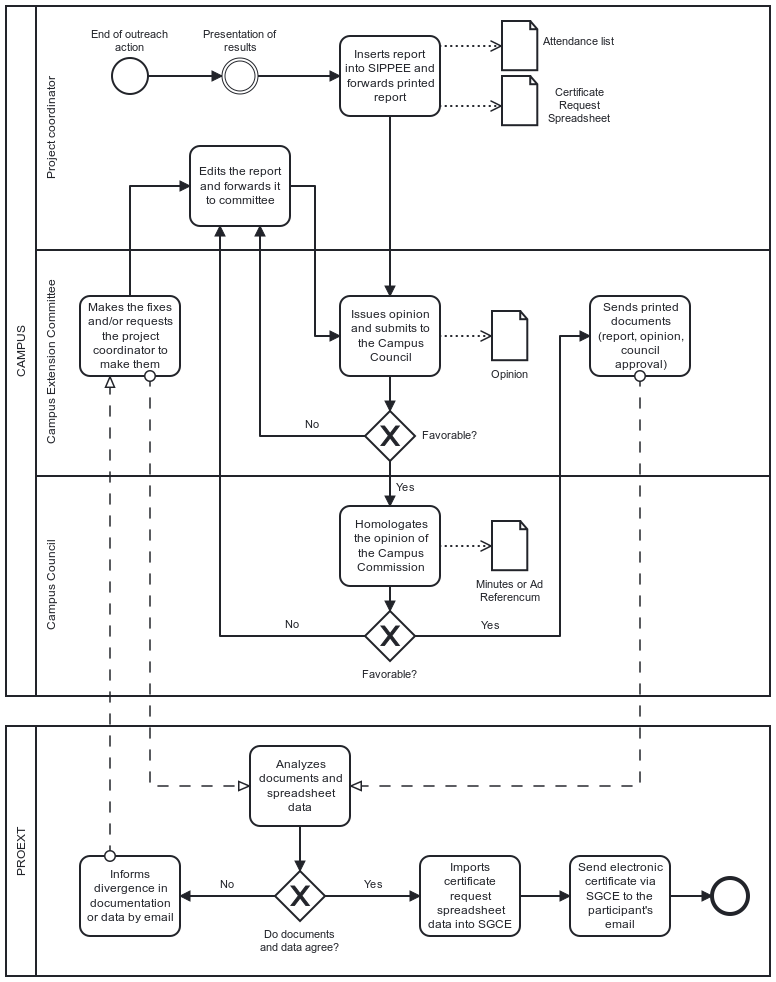 End of outreach
action
Presentation of
results
Inserts report
into SIPPEE and
forwards printed
report
Attendance list
Certificate
Request
Spreadsheet
Project coordinator
Edits the report
and forwards it
to committee
CAMPUS
Campus Extension Committee
Makes the fixes
and/or requests
the project
coordinator to
make them
Issues opinion
and submits to
the Campus
Council
Opinion
Sends printed
documents
(report, opinion,
council
approval)
No
X
Favorable?
Yes
Campus Council
Homologates
the opinion of
the Campus
Commission
Minutes or Ad
Referencum
No
X
Yes
Favorable?
PROEXT
Analyzes
documents and
spreadsheet
data
Informs
divergence in
documentation
or data by email
No
X
Yes
Do documents
and data agree?
Imports
certificate
request
spreadsheet
data into SGCE
Send electronic
certificate via
SGCE to the
participant's
email